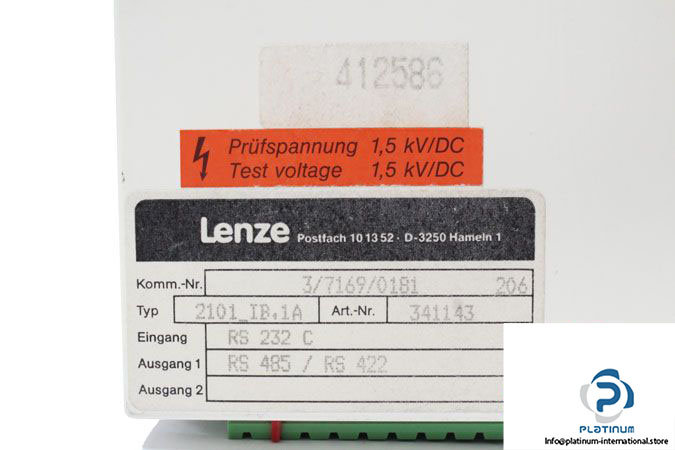 412586
Prüfspannung 1,5 kV/DC
Test voltage 1,5 kV/DC
Lenze Postfach 10 13 52 · D-3250 Hameln 1
Komm.-Nr. 3/7169/0181 206
Typ 2101_IB.1A Art.-Nr. 341143
Eingang RS 232 C
Ausgang 1 RS 485 / RS 422
Ausgang 2
PLATINUM
info@platinum-international.store